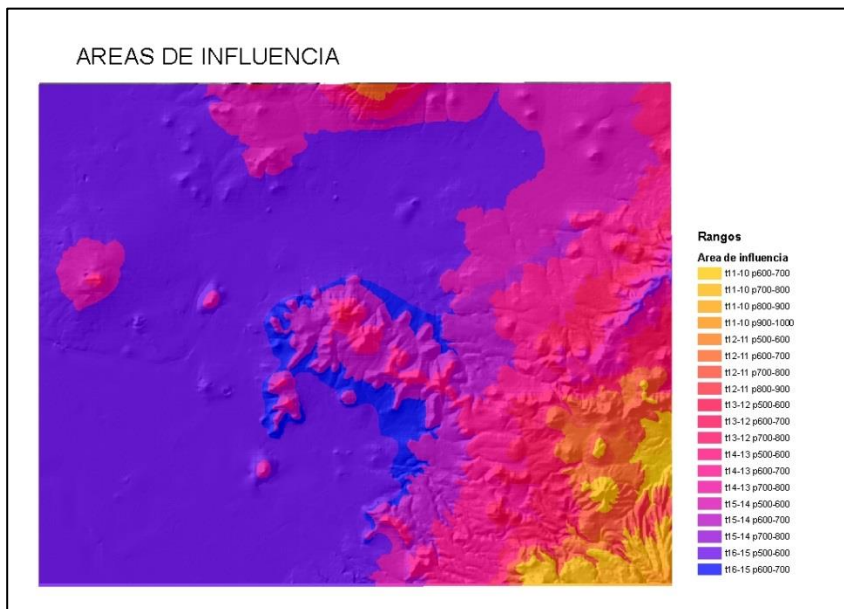 AREAS DE INFLUENCIA
Rangos
Area de influencia
t11-10 p600-700
t11-10 p700-800
t11-10 p800-900
t11-10 p900-1000
t12-11 p500-600
t12-11 p600-700
t12-11 p700-800
t12-11 p800-900
t13-12 p500-600
t13-12 p600-700
t13-12 p700-800
t14-13 p500-600
t14-13 p600-700
t14-13 p700-800
t15-14 p500-600
t15-14 p600-700
t15-14 p700-800
t16-15 p500-600
t16-15 p600-700